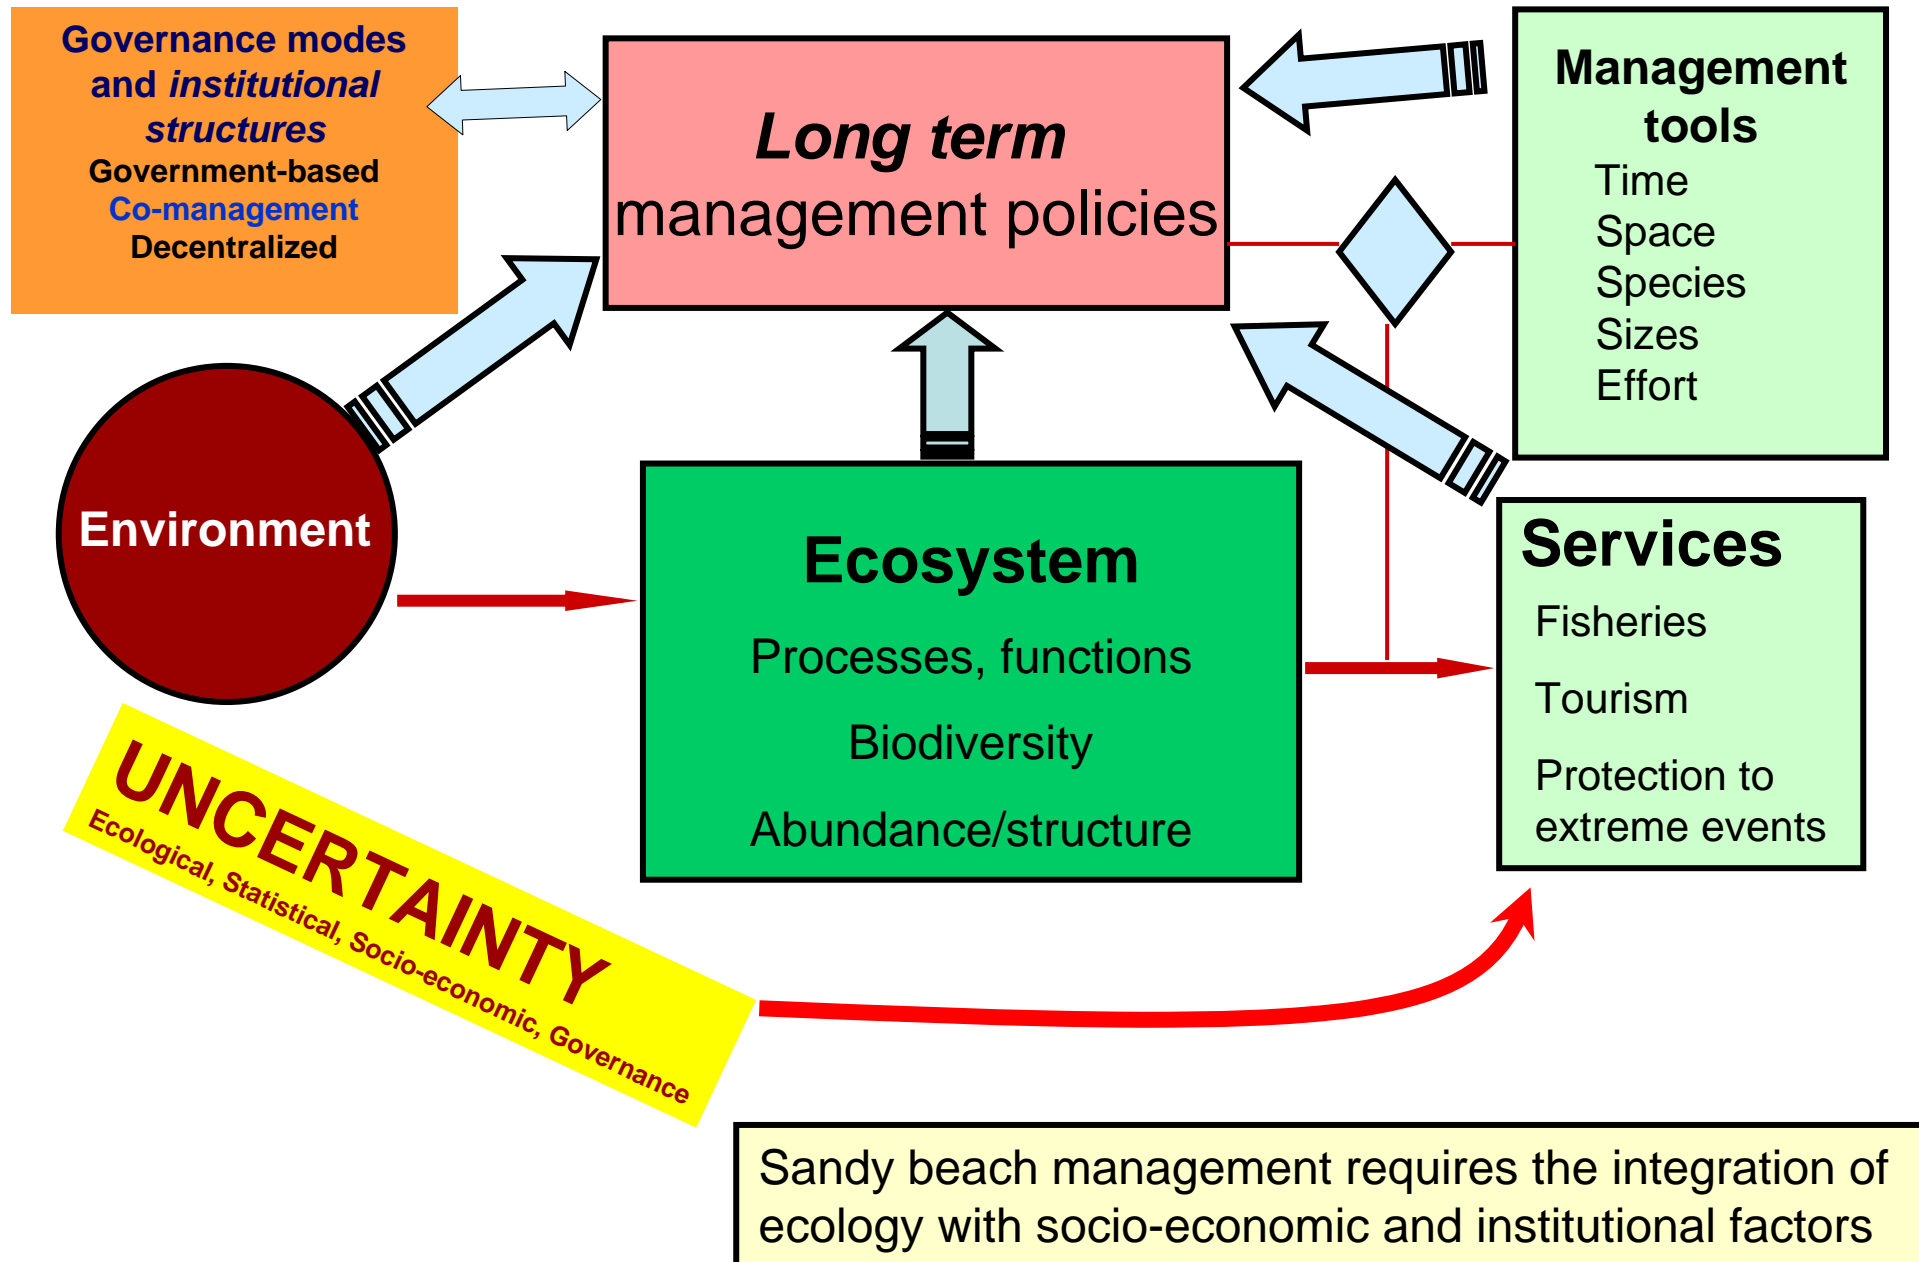 Governance modes
and institutional
structures
Government-based
Co-management
Decentralized
Long term
management policies
Management
tools
Time
Space
Species
Sizes
Effort
Environment
Ecosystem
Processes, functions
Biodiversity
Abundance/structure
Services
Fisheries
Tourism
Protection to
extreme events
UNCERTAINTY
Ecological, Statistical, Socio-economic, Governance
Sandy beach management requires the integration of
ecology with socio-economic and institutional factors